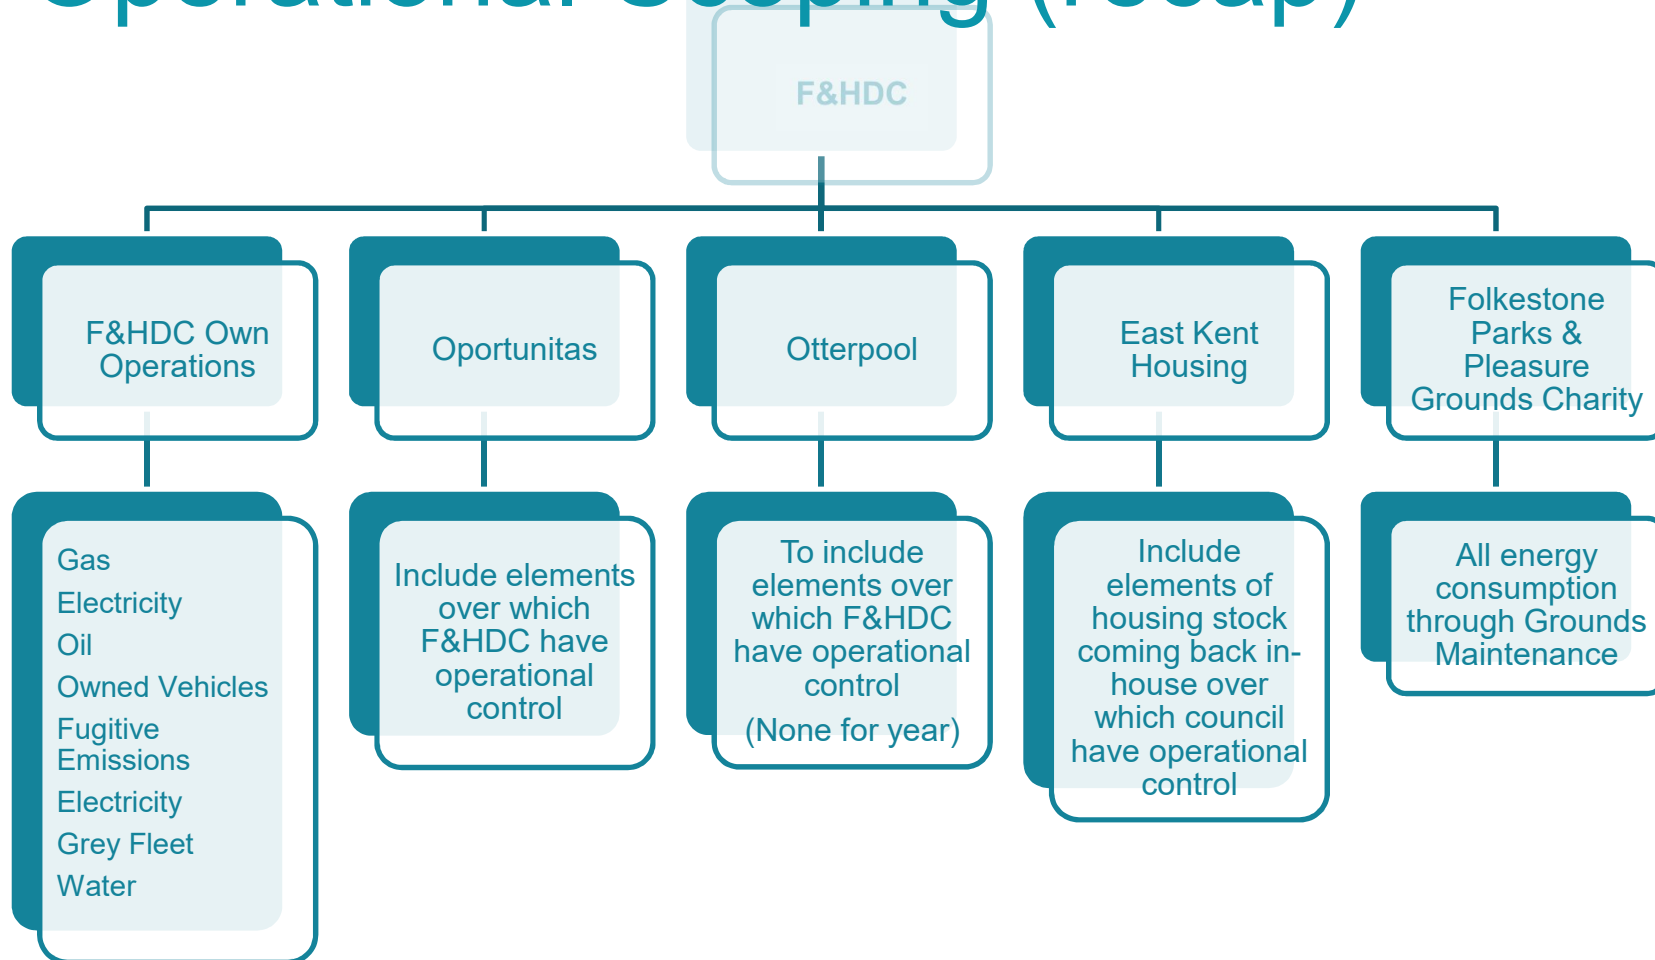 Operational Scoping (recap)
F&HDC
F&HDC Own
Operations
Oportunitas
Otterpool
East Kent
Housing
Folkestone
Parks &
Pleasure
Grounds Charity
Gas
Electricity
Oil
Owned Vehicles
Fugitive
Emissions
Electricity
Grey Fleet
Water
Include elements
over which
F&HDC have
operational
control
To include
elements over
which F&HDC
have operational
control
(None for year)
Include
elements of
housing stock
coming back in-
house over
which council
have operational
control
All energy
consumption
through Grounds
Maintenance